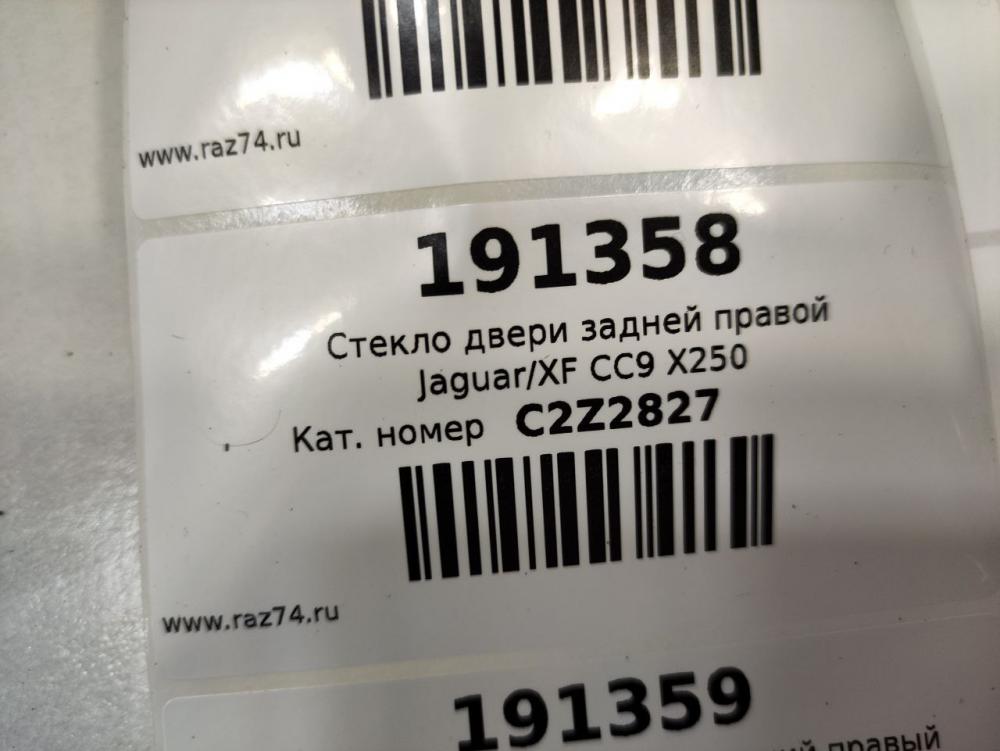 www.raz74.ru
191358
Стекло двери задней правой
Jaguar/XF CC9 X250
Кат. номер C2Z2827
www.raz74.ru
191359
правый